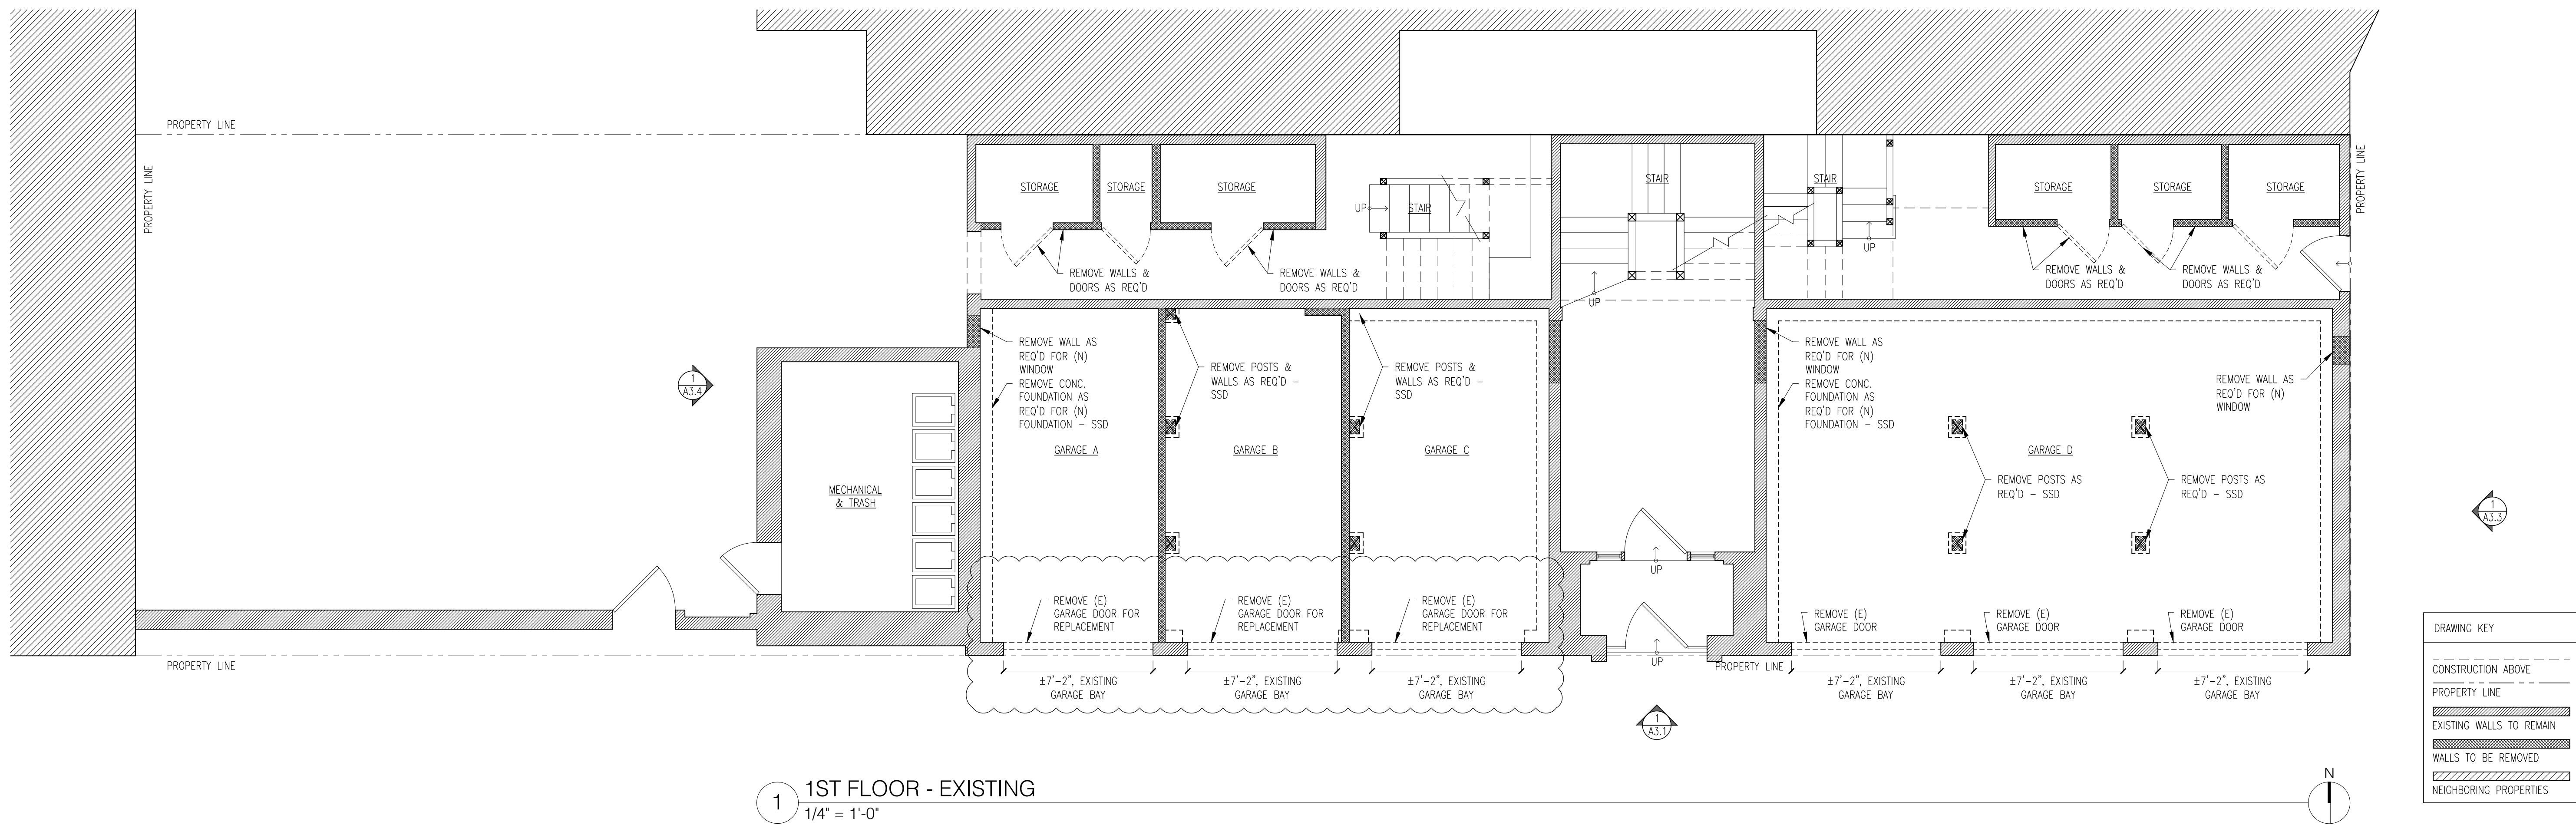 PROPERTY LINE
PROPERTY LINE
PROPERTY LINE
STORAGE
STORAGE
STORAGE
STAIR
UP
STAIR
UP
STAIR
UP
STORAGE
STORAGE
STORAGE
REMOVE WALLS &
DOORS AS REQ'D
REMOVE WALLS &
DOORS AS REQ'D
REMOVE WALLS &
DOORS AS REQ'D
REMOVE WALLS &
DOORS AS REQ'D
1
A3.4
REMOVE WALL AS
REQ'D FOR (N)
WINDOW
REMOVE CONC.
FOUNDATION AS
REQ'D FOR (N)
FOUNDATION – SSD
REMOVE POSTS &
WALLS AS REQ'D –
SSD
REMOVE POSTS &
WALLS AS REQ'D –
SSD
REMOVE WALL AS
REQ'D FOR (N)
WINDOW
REMOVE CONC.
FOUNDATION AS
REQ'D FOR (N)
FOUNDATION – SSD
REMOVE WALL AS
REQ'D FOR (N)
WINDOW
GARAGE A
GARAGE B
GARAGE C
GARAGE D
MECHANICAL
& TRASH
REMOVE POSTS AS
REQ'D – SSD
REMOVE POSTS AS
REQ'D – SSD
1
A3.3
UP
REMOVE (E)
GARAGE DOOR FOR
REPLACEMENT
REMOVE (E)
GARAGE DOOR FOR
REPLACEMENT
REMOVE (E)
GARAGE DOOR FOR
REPLACEMENT
REMOVE (E)
GARAGE DOOR
REMOVE (E)
GARAGE DOOR
REMOVE (E)
GARAGE DOOR
UP
PROPERTY LINE
PROPERTY LINE
±7'-2", EXISTING
GARAGE BAY
±7'-2", EXISTING
GARAGE BAY
±7'-2", EXISTING
GARAGE BAY
±7'-2", EXISTING
GARAGE BAY
±7'-2", EXISTING
GARAGE BAY
±7'-2", EXISTING
GARAGE BAY
1
A3.1
DRAWING KEY
CONSTRUCTION ABOVE
PROPERTY LINE
EXISTING WALLS TO REMAIN
WALLS TO BE REMOVED
NEIGHBORING PROPERTIES
1
1ST FLOOR - EXISTING
1/4" = 1'-0"
N